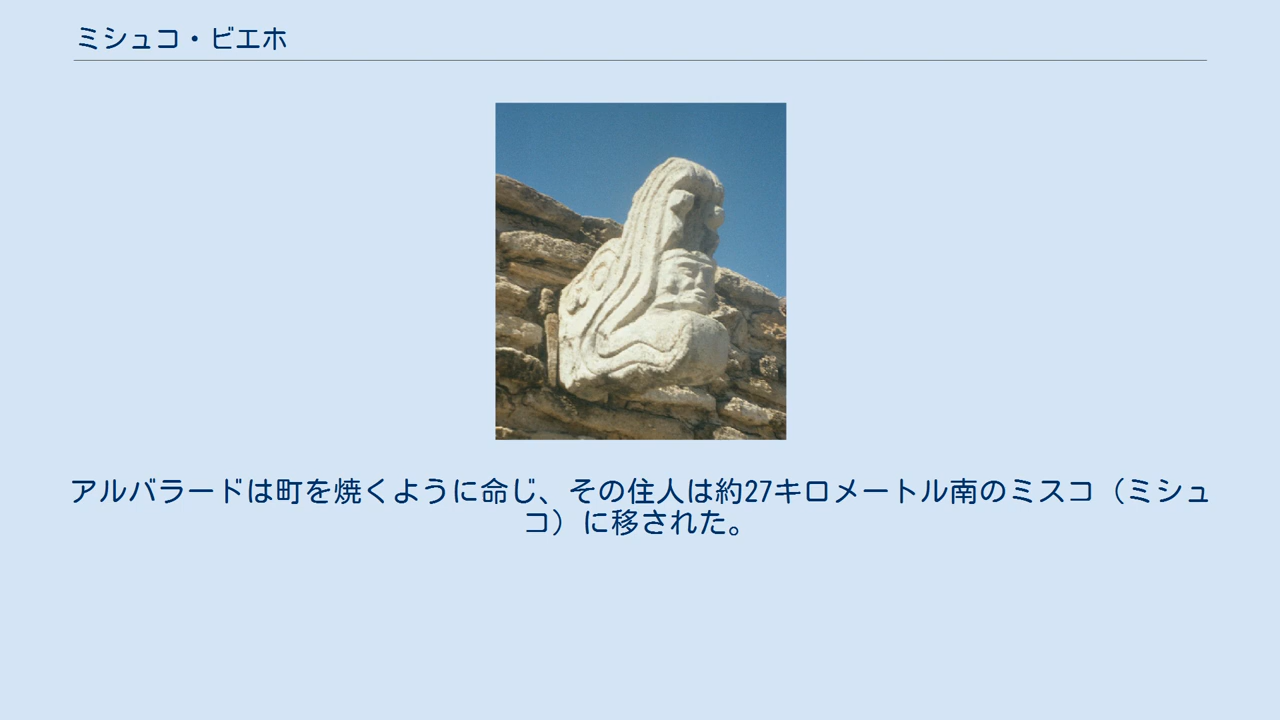 ミシュコ・ビエホ
アルバラードは町を焼くように命じ、その住人は約27キロメートル南のミスコ（ミシュ
コ）に移された。